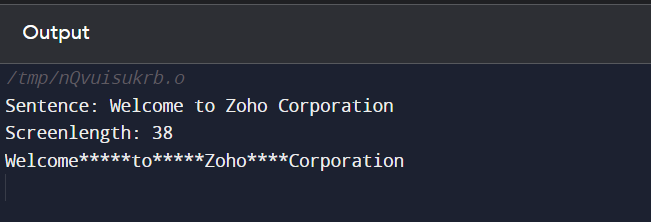 Output
/tmp/nQvuisukrb.o
Sentence: Welcome to Zoho Corporation
Screenlength: 38
Welcome*****to*****Zoho****Corporation